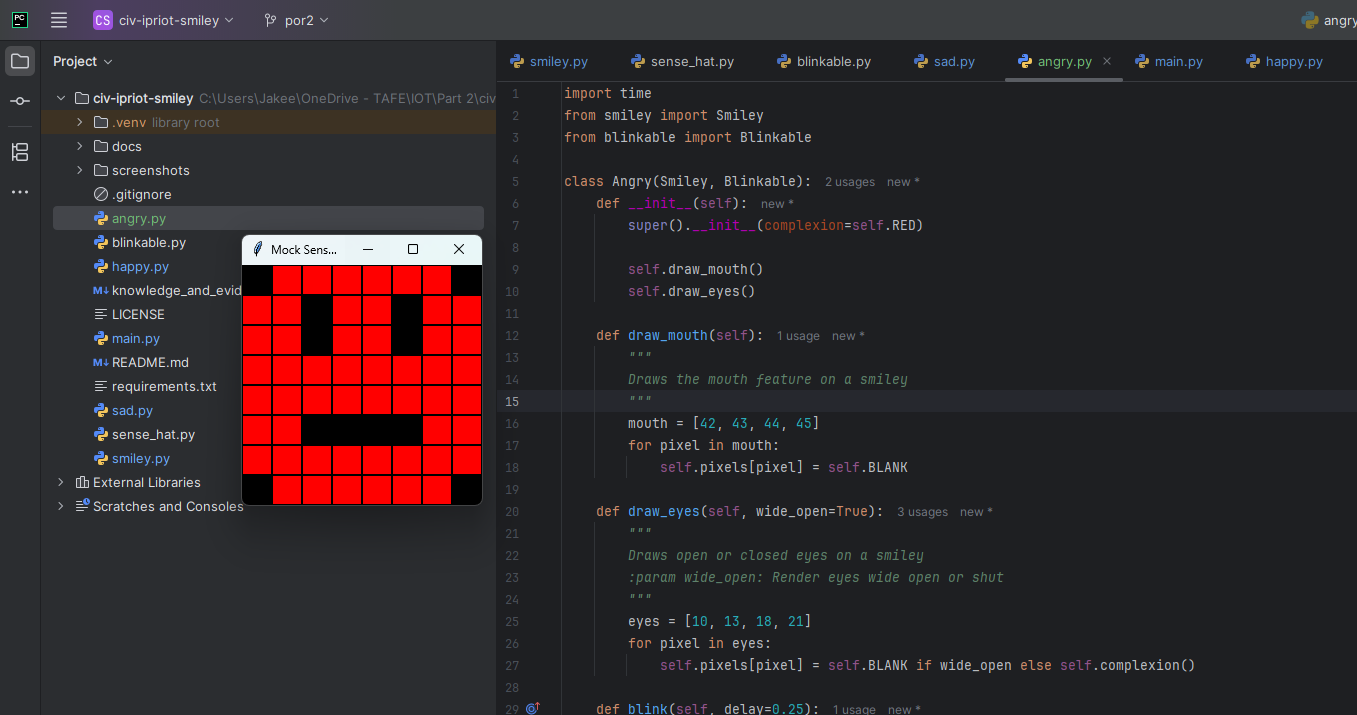 PC
CS civ-ipriot-smiley
por2
angry
Project
civ-ipriot-smiley C:\Users\Jakee\OneDrive - TAFE\IOT\Part 2\civ
.venv library root
docs
screenshots
.gitignore
angry.py
blinkable.py
happy.py
M↓ knowledge_and_evid
LICENSE
main.py
M↓ README.md
requirements.txt
sad.py
sense_hat.py
smiley.py
External Libraries
Scratches and Consoles
Mock Sens...
smiley.py sense_hat.py blinkable.py sad.py angry.py main.py happy.py
1 import time
2 from smiley import Smiley
3 from blinkable import Blinkable
4
5 class Angry(Smiley, Blinkable): 2 usages new *
6 def __init__(self): new *
7 super().__init__(complexion=self.RED)
8
9 self.draw_mouth()
10 self.draw_eyes()
11
12 def draw_mouth(self): 1 usage new *
13 """
14 Draws the mouth feature on a smiley
15 """
16 mouth = [42, 43, 44, 45]
17 for pixel in mouth:
18 self.pixels[pixel] = self.BLANK
19
20 def draw_eyes(self, wide_open=True): 3 usages new *
21 """
22 Draws open or closed eyes on a smiley
23 :param wide_open: Render eyes wide open or shut
24 """
25 eyes = [10, 13, 18, 21]
26 for pixel in eyes:
27 self.pixels[pixel] = self.BLANK if wide_open else self.complexion()
28
29 def blink(self, delay=0.25): 1 usage new *